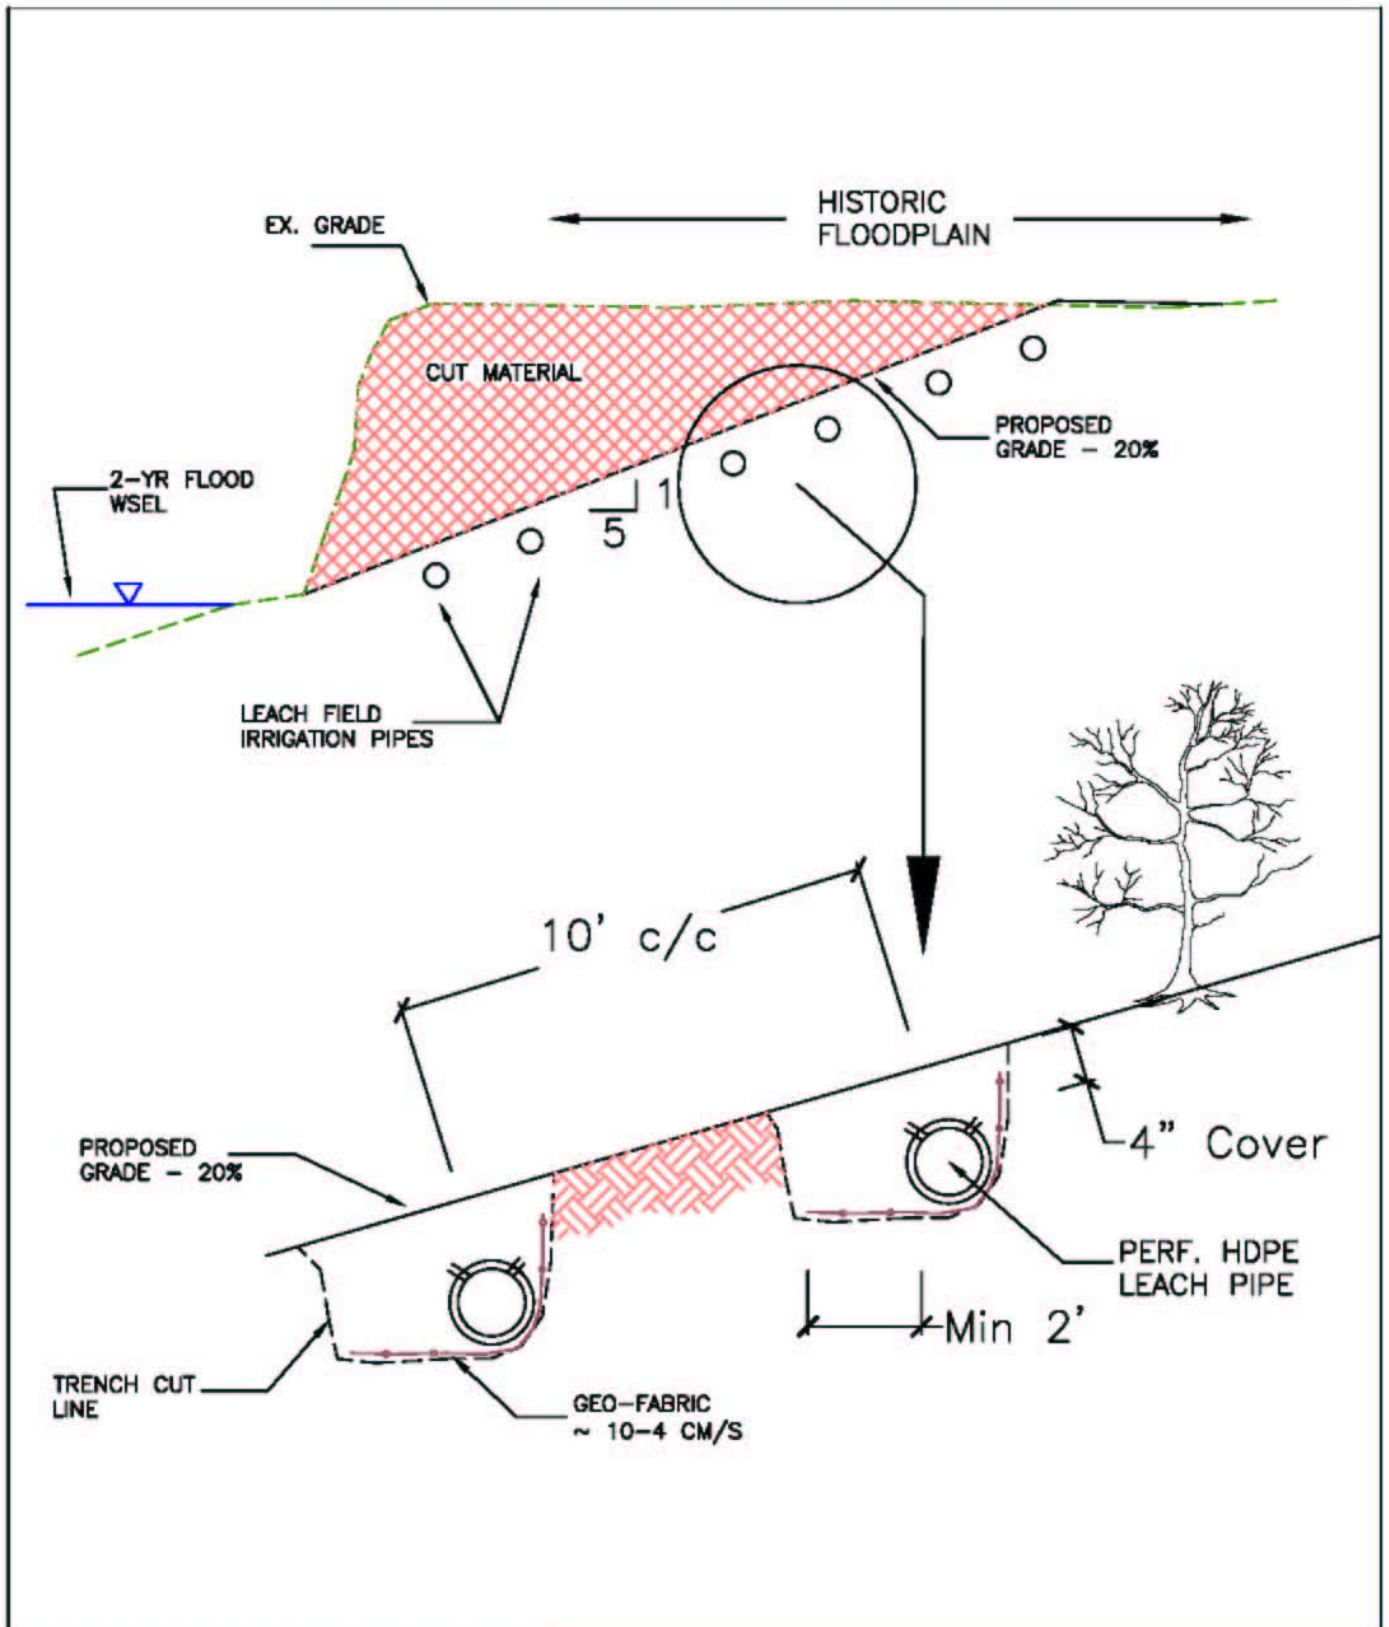 HISTORIC
FLOODPLAIN
EX. GRADE
CUT MATERIAL
PROPOSED
GRADE - 20%
2-YR FLOOD
WSEL
1
5
LEACH FIELD
IRRIGATION PIPES
10' c/c
4" Cover
PROPOSED
GRADE - 20%
PERF. HDPE
LEACH PIPE
Min 2'
TRENCH CUT
LINE
GEO-FABRIC
~ 10-4 CM/S